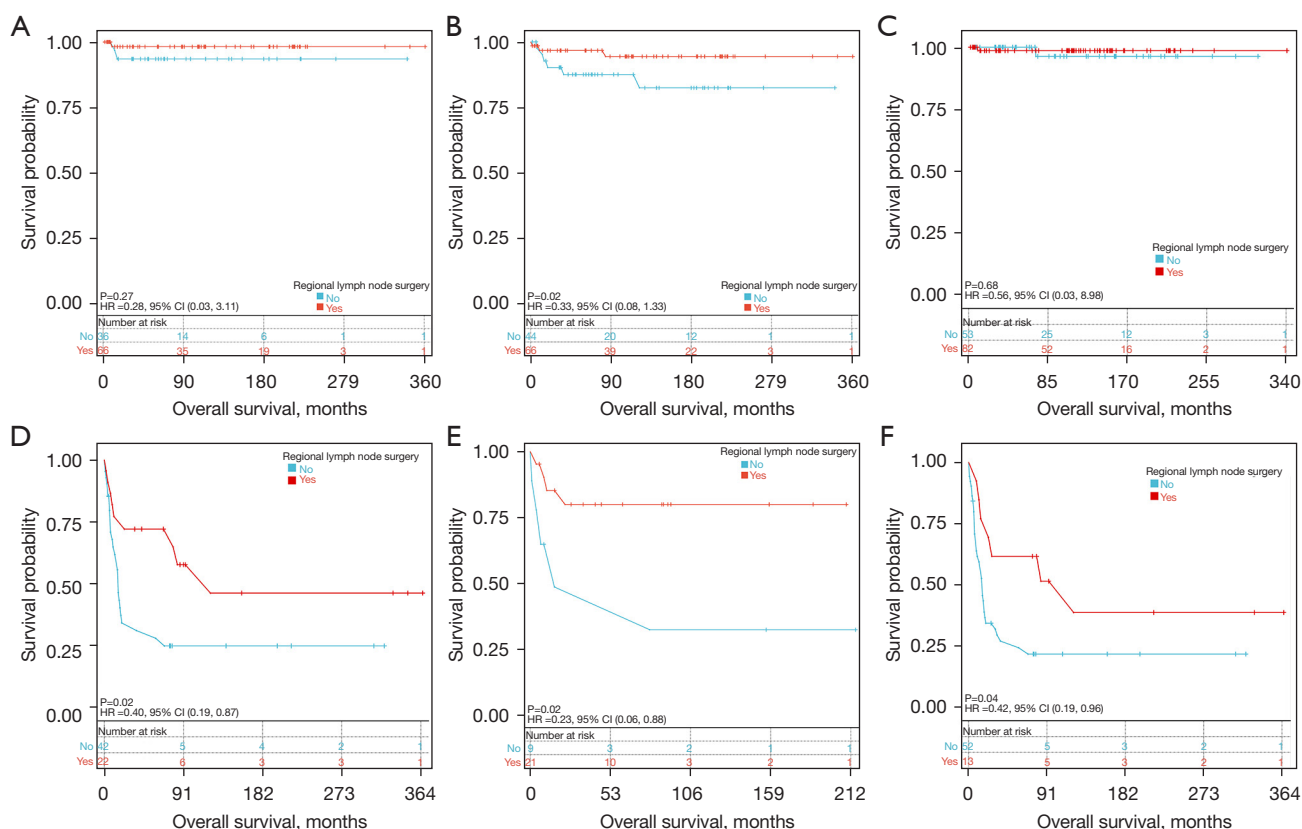 A
1.00
0.75
0.50
0.25
0.00
Survival probability
Regional lymph node surgery
No
Yes
P=0.27
HR =0.28, 95% CI (0.03, 3.11)
Number at risk
No 36 14 6 1 1
Yes 66 35 19 3 1
0 90 180 279 360
Overall survival, months
B
1.00
0.75
0.50
0.25
0.00
Survival probability
Regional lymph node surgery
No
Yes
P=0.02
HR =0.33, 95% CI (0.08, 1.33)
Number at risk
No 44 20 12 1 1
Yes 66 39 22 3 1
0 90 180 279 360
Overall survival, months
C
1.00
0.75
0.50
0.25
0.00
Survival probability
Regional lymph node surgery
No
Yes
P=0.68
HR =0.56, 95% CI (0.03, 8.98)
Number at risk
No 53 25 12 3 1
Yes 82 52 16 2 1
0 85 170 255 340
Overall survival, months
D
1.00
0.75
0.50
0.25
0.00
Survival probability
Regional lymph node surgery
No
Yes
P=0.02
HR =0.40, 95% CI (0.19, 0.87)
Number at risk
No 42 5 4 2 1
Yes 22 6 3 3 1
0 91 182 273 364
Overall survival, months
E
1.00
0.75
0.50
0.25
0.00
Survival probability
Regional lymph node surgery
No
Yes
P=0.02
HR =0.23, 95% CI (0.06, 0.88)
Number at risk
No 9 3 2 1 1
Yes 21 10 3 2 1
0 53 106 159 212
Overall survival, months
F
1.00
0.75
0.50
0.25
0.00
Survival probability
Regional lymph node surgery
No
Yes
P=0.04
HR =0.42, 95% CI (0.19, 0.96)
Number at risk
No 52 5 3 2 1
Yes 13 5 3 2 1
0 91 182 273 364
Overall survival, months